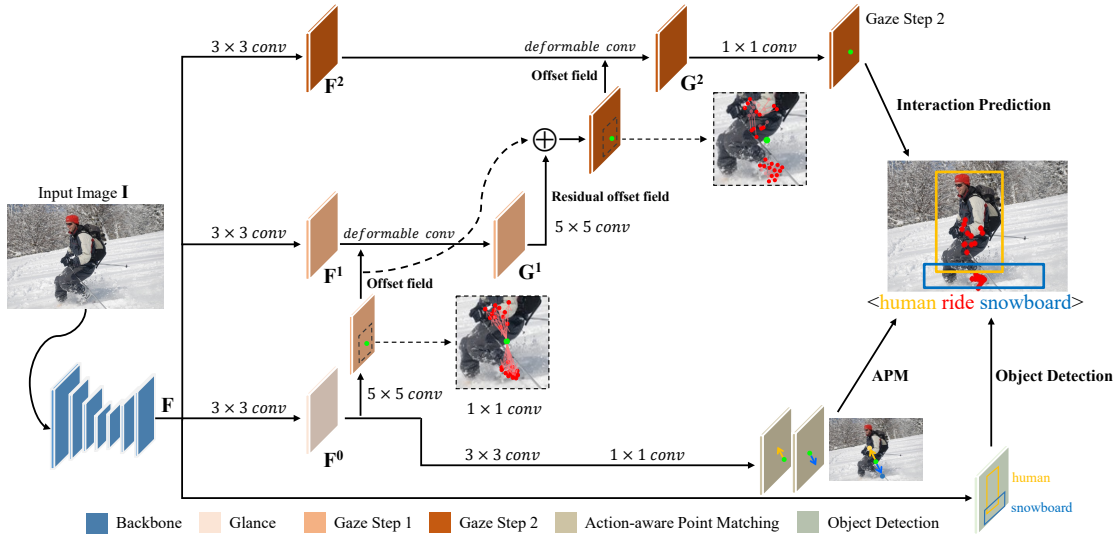 Gaze Step 2
3 × 3 conv
deformable conv
1 × 1 conv
F²
Offset field
G²
Interaction Prediction
Input Image I
Residual offset field
3 × 3 conv
deformable conv
5 × 5 conv
F¹
Offset field
G¹
<human ride snowboard>
5 × 5 conv
1 × 1 conv
APM
Object Detection
F
3 × 3 conv
F⁰
3 × 3 conv
1 × 1 conv
human
snowboard
Backbone
Glance
Gaze Step 1
Gaze Step 2
Action-aware Point Matching
Object Detection